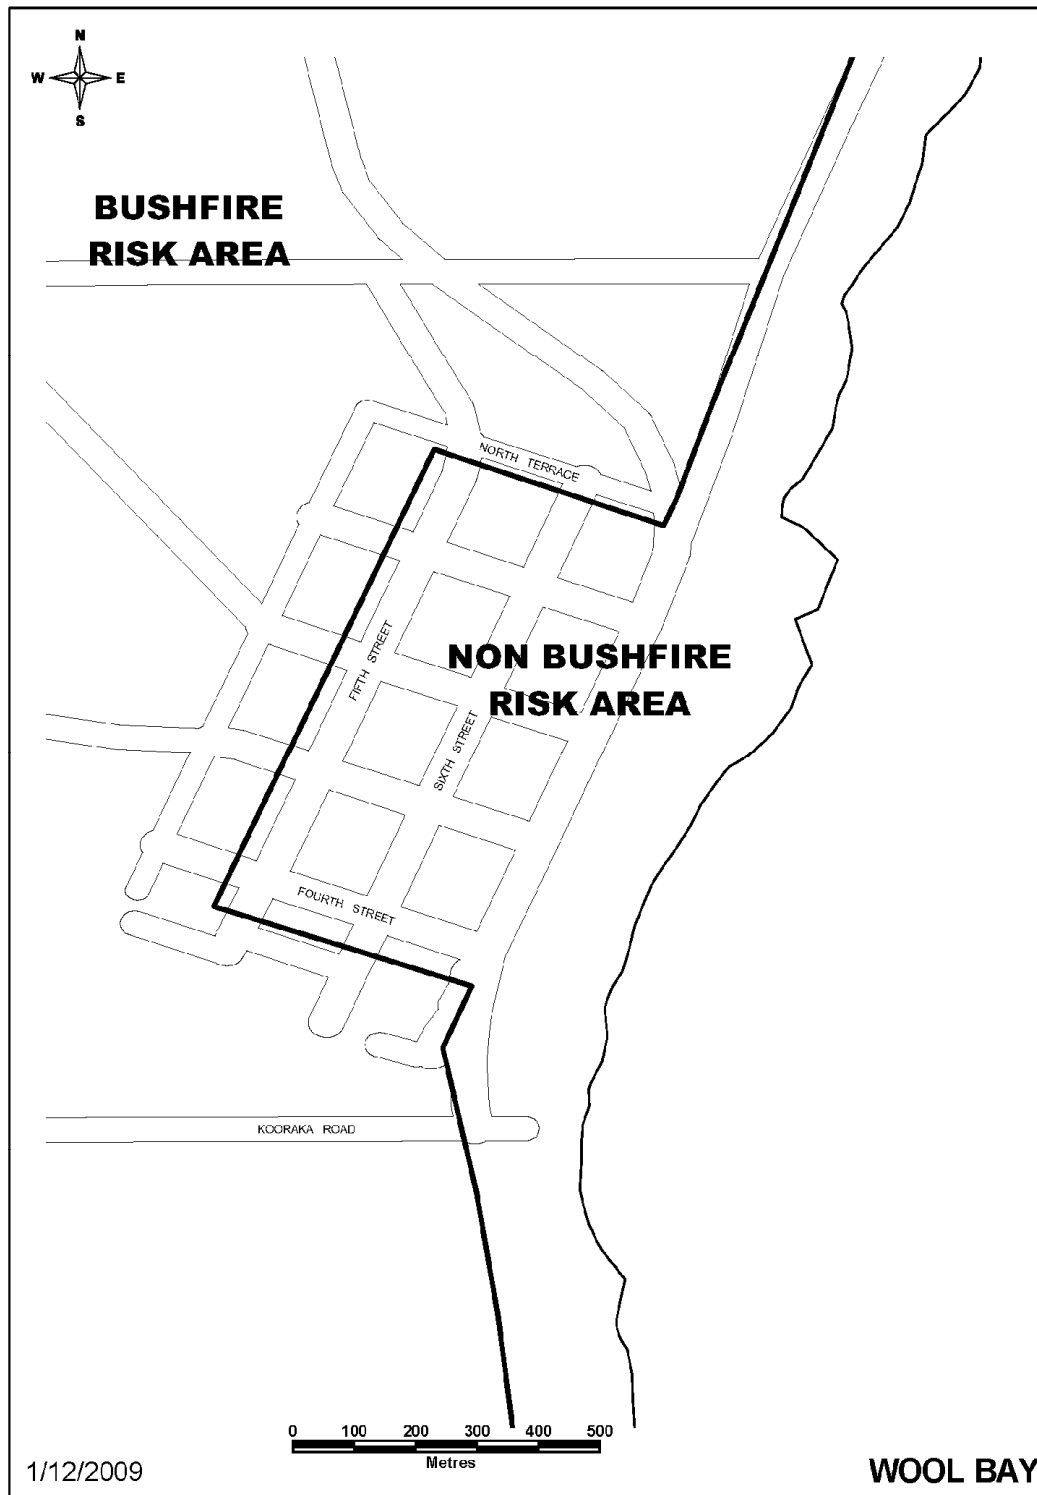 N
W E
S
BUSHFIRE
RISK AREA
NORTH TERRACE
FIFTH STREET
NON BUSHFIRE
RISK AREA
SIXTH STREET
FOURTH STREET
KOORAKA ROAD
0 100 200 300 400 500
Metres
1/12/2009
WOOL BAY